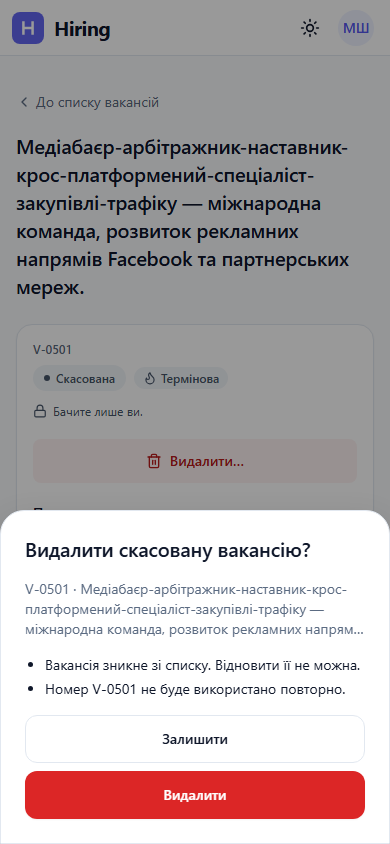 H Hiring МШ
До списку вакансій
Медіабаєр-арбітражник-наставник-
крос-платформений-спеціаліст-
закупівлі-трафіку — міжнародна
команда, розвиток рекламних
напрямів Facebook та партнерських
мереж.
V-0501
Скасована Термінова
Бачите лише ви.
Видалити...
Видалити скасовану вакансію?
V-0501 · Медіабаєр-арбітражник-наставник-крос-
платформений-спеціаліст-закупівлі-трафіку —
міжнародна команда, розвиток рекламних напрям...
• Вакансія зникне зі списку. Відновити її не можна.
• Номер V-0501 не буде використано повторно.
Залишити
Видалити